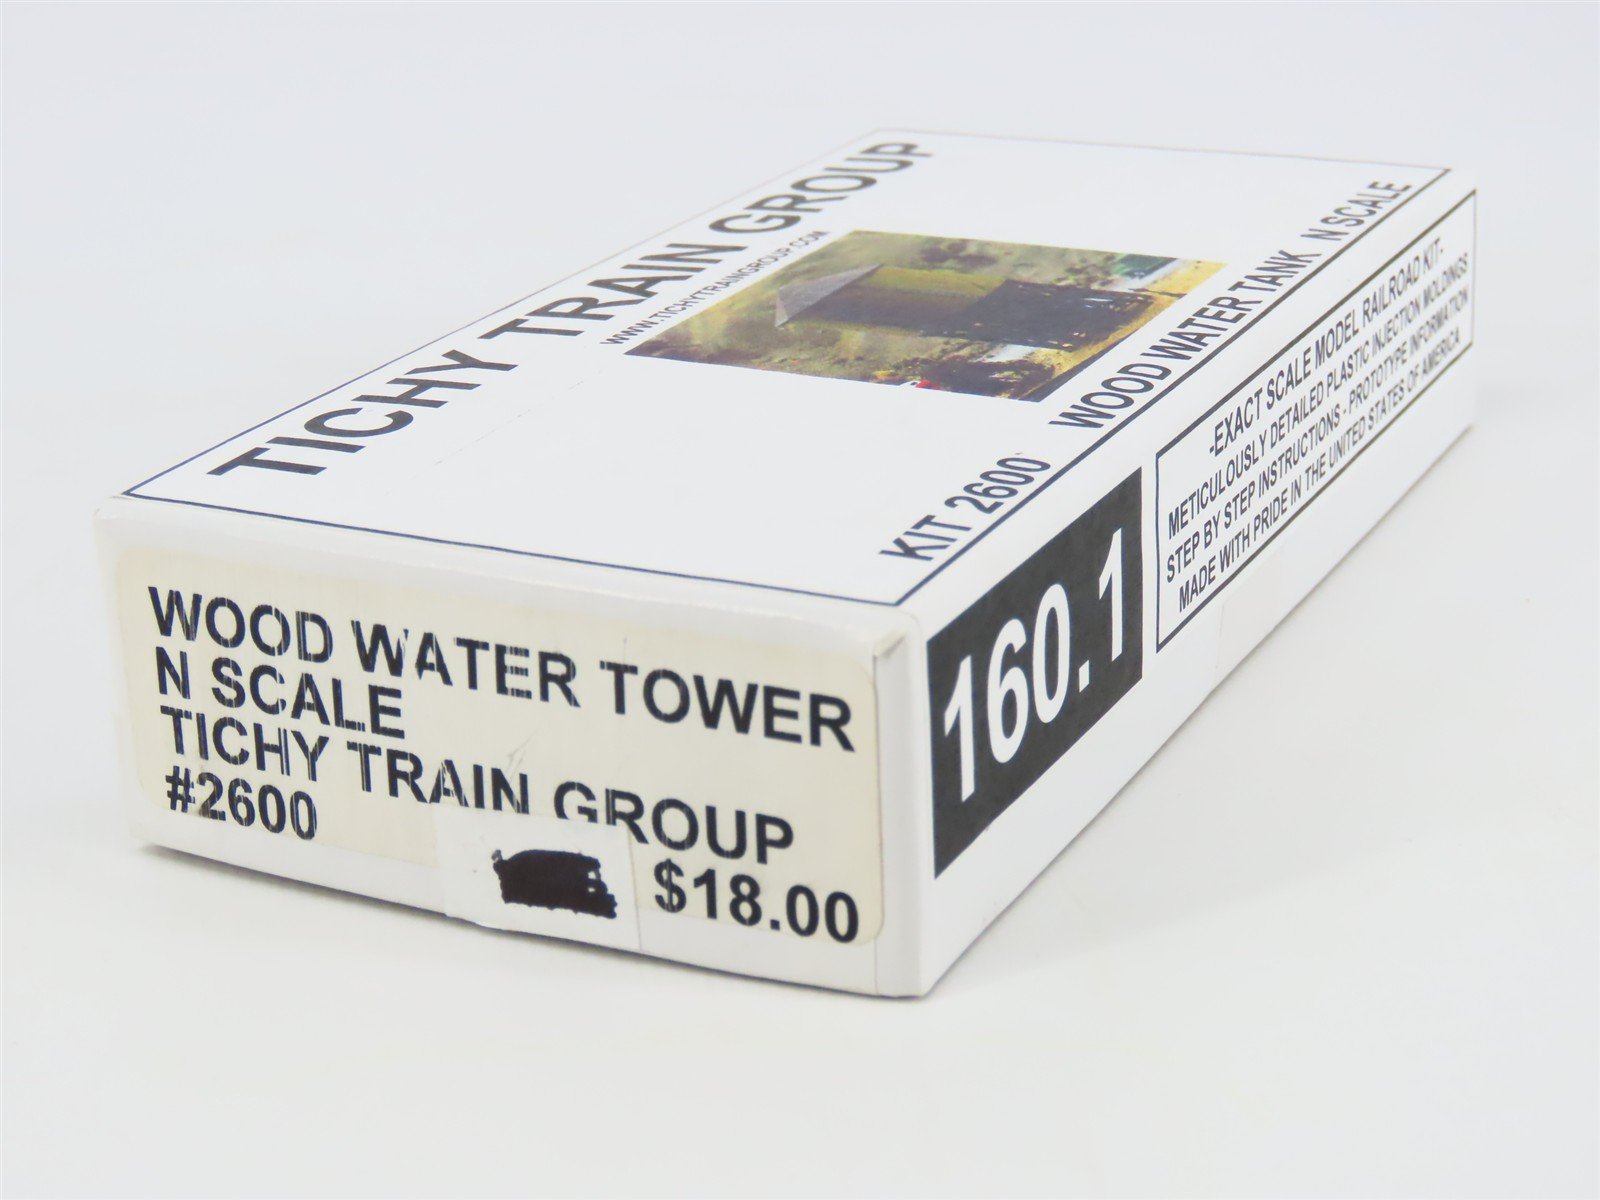 TICHY TRAIN GROUP
WWW.TICHYTRAINGROUP.COM
KIT 2600 WOOD WATER TANK N SCALE
160.1
-EXACT SCALE MODEL RAILROAD KIT-
METICULOUSLY DETAILED PLASTIC INJECTION MOLDINGS
STEP BY STEP INSTRUCTIONS - PROTOTYPE INFORMATION
MADE WITH PRIDE IN THE UNITED STATES OF AMERICA
WOOD WATER TOWER
N SCALE
TICHY TRAIN GROUP
#2600
$18.00